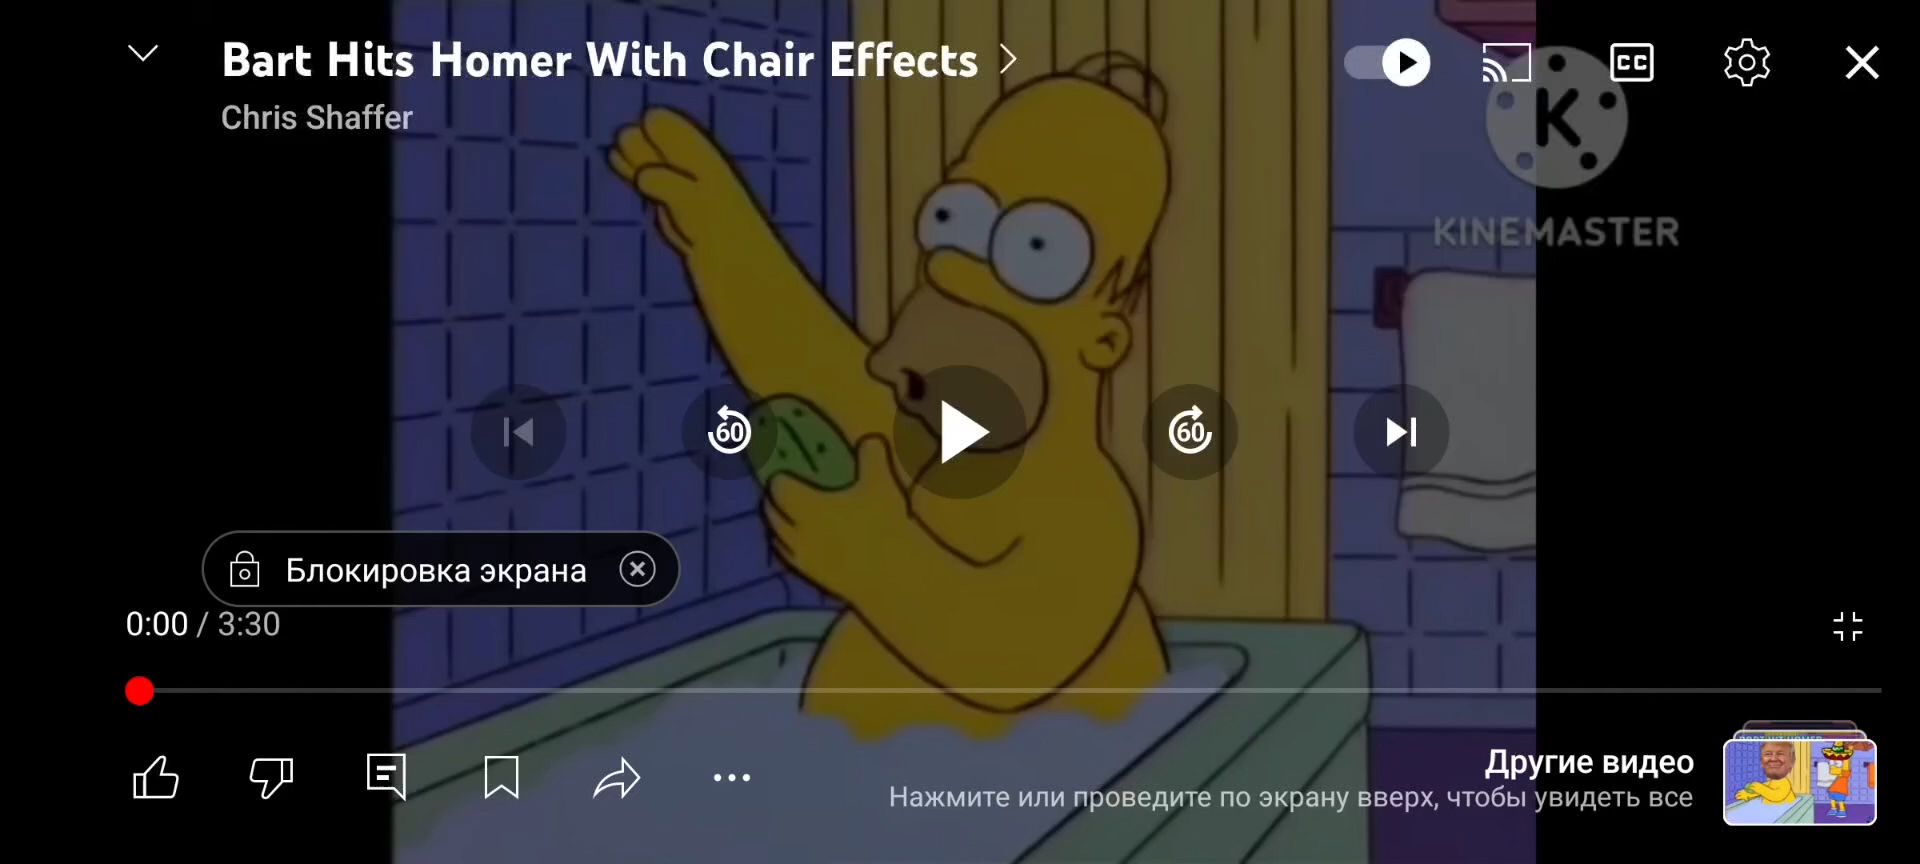 Bart Hits Homer With Chair Effects
Chris Shaffer
CC
K
KINEMASTER
60
60
Блокировка экрана
0:00 / 3:30
Другие видео
Нажмите или проведите по экрану вверх, чтобы увидеть все